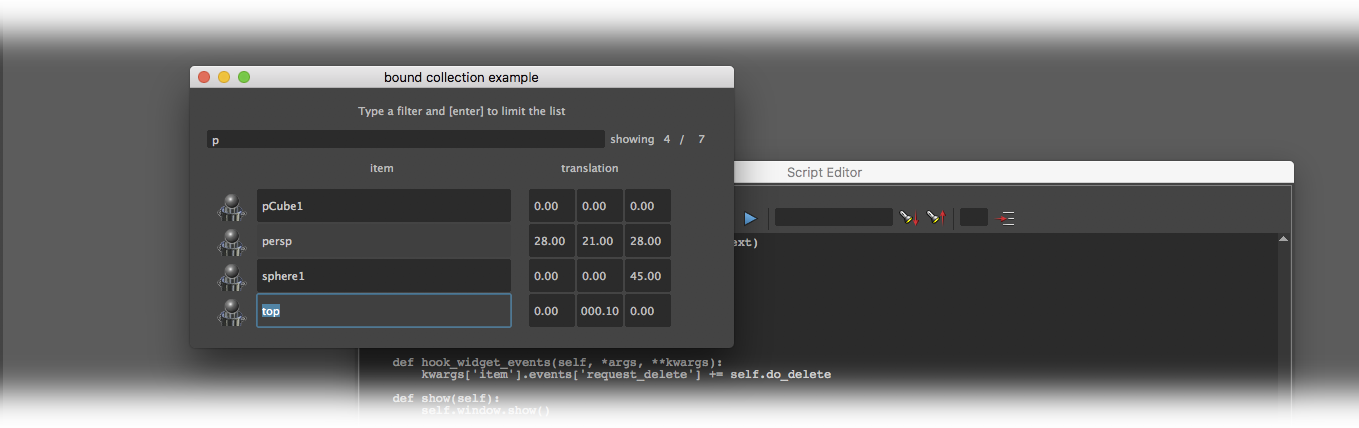 bound collection example
Type a filter and [enter] to limit the list
p
showing 4 / 7
item translation
pCube1 0.00 0.00 0.00
persp 28.00 21.00 28.00
sphere1 0.00 0.00 45.00
top 0.00 000.10 0.00
Script Editor
ext)
def hook_widget_events(self, *args, **kwargs):
kwargs['item'].events['request_delete'] += self.do_delete
def show(self):
self.window.show()